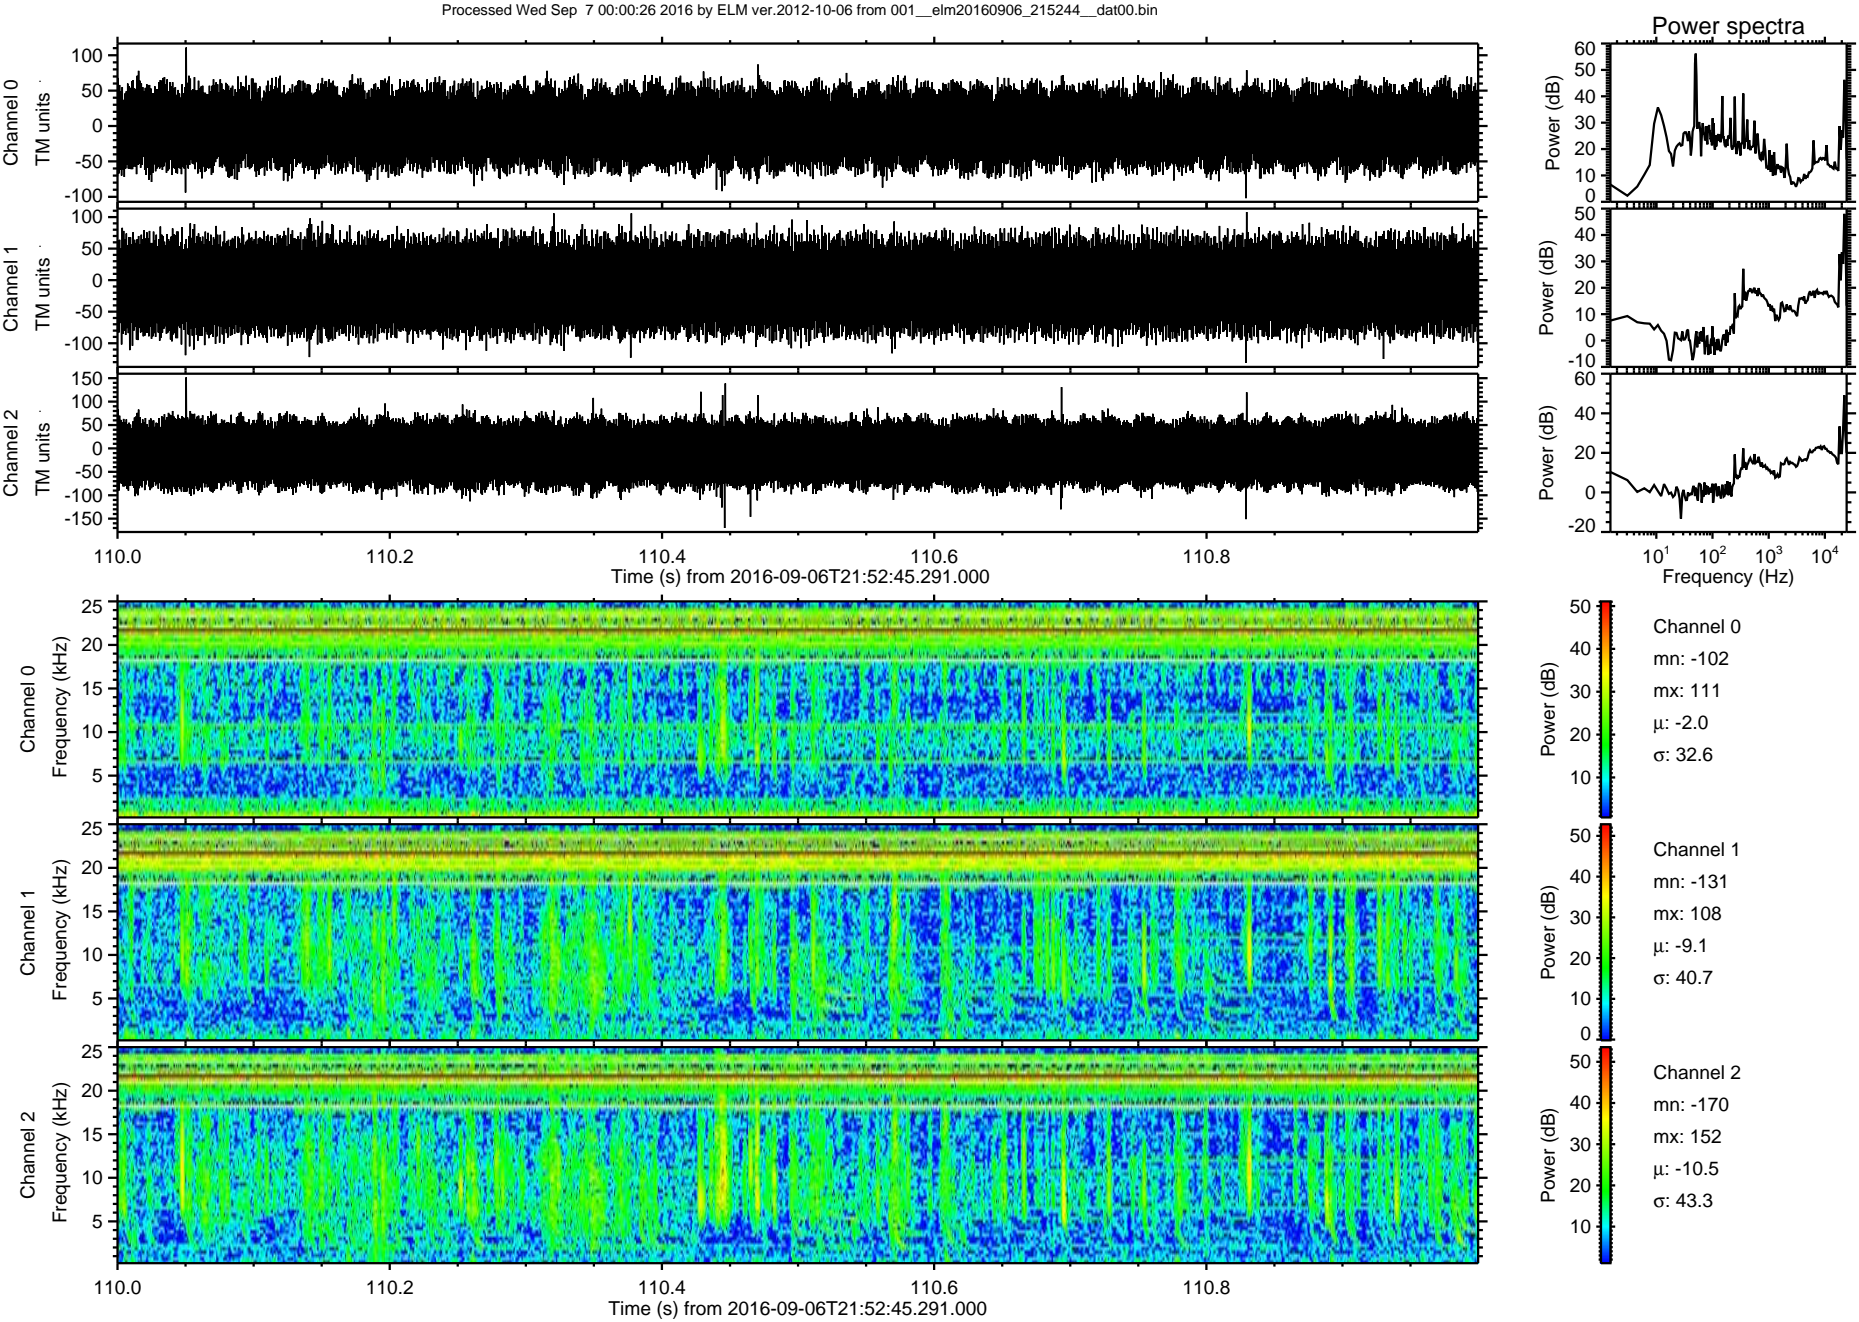 Processed Wed Sep  7 00:00:26 2016 by ELM ver.2012-10-06 from 001__elm20160906_215244__dat00.bin
Power spectra
Channel 0
TM units
100
50
0
-50
-100
Power (dB)
60
50
40
30
20
10
0
Channel 1
TM units
100
50
0
-50
-100
Power (dB)
50
40
30
20
10
0
-10
Channel 2
TM units
150
100
50
0
-50
-100
-150
Power (dB)
60
40
20
0
-20
110.0 110.2 110.4 110.6 110.8
Time (s) from 2016-09-06T21:52:45.291.000
10¹ 10² 10³ 10⁴
Frequency (Hz)
Channel 0
Frequency (kHz)
25
20
15
10
5
Power (dB)
50
40
30
20
10
Channel 0
mn: -102
mx: 111
μ: -2.0
σ: 32.6
Channel 1
Frequency (kHz)
25
20
15
10
5
Power (dB)
50
40
30
20
10
0
Channel 1
mn: -131
mx: 108
μ: -9.1
σ: 40.7
Channel 2
Frequency (kHz)
25
20
15
10
5
Power (dB)
50
40
30
20
10
Channel 2
mn: -170
mx: 152
μ: -10.5
σ: 43.3
110.0 110.2 110.4 110.6 110.8
Time (s) from 2016-09-06T21:52:45.291.000